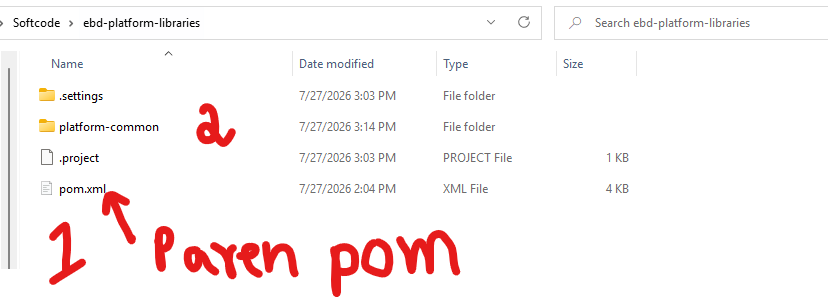 Softcode > ebd-platform-libraries
Search ebd-platform-libraries
Name Date modified Type Size
.settings 7/27/2026 3:03 PM File folder
platform-common 7/27/2026 3:14 PM File folder
2
.project 7/27/2026 3:03 PM PROJECT File 1 KB
pom.xml 7/27/2026 2:04 PM XML File 4 KB
1 Paren pom